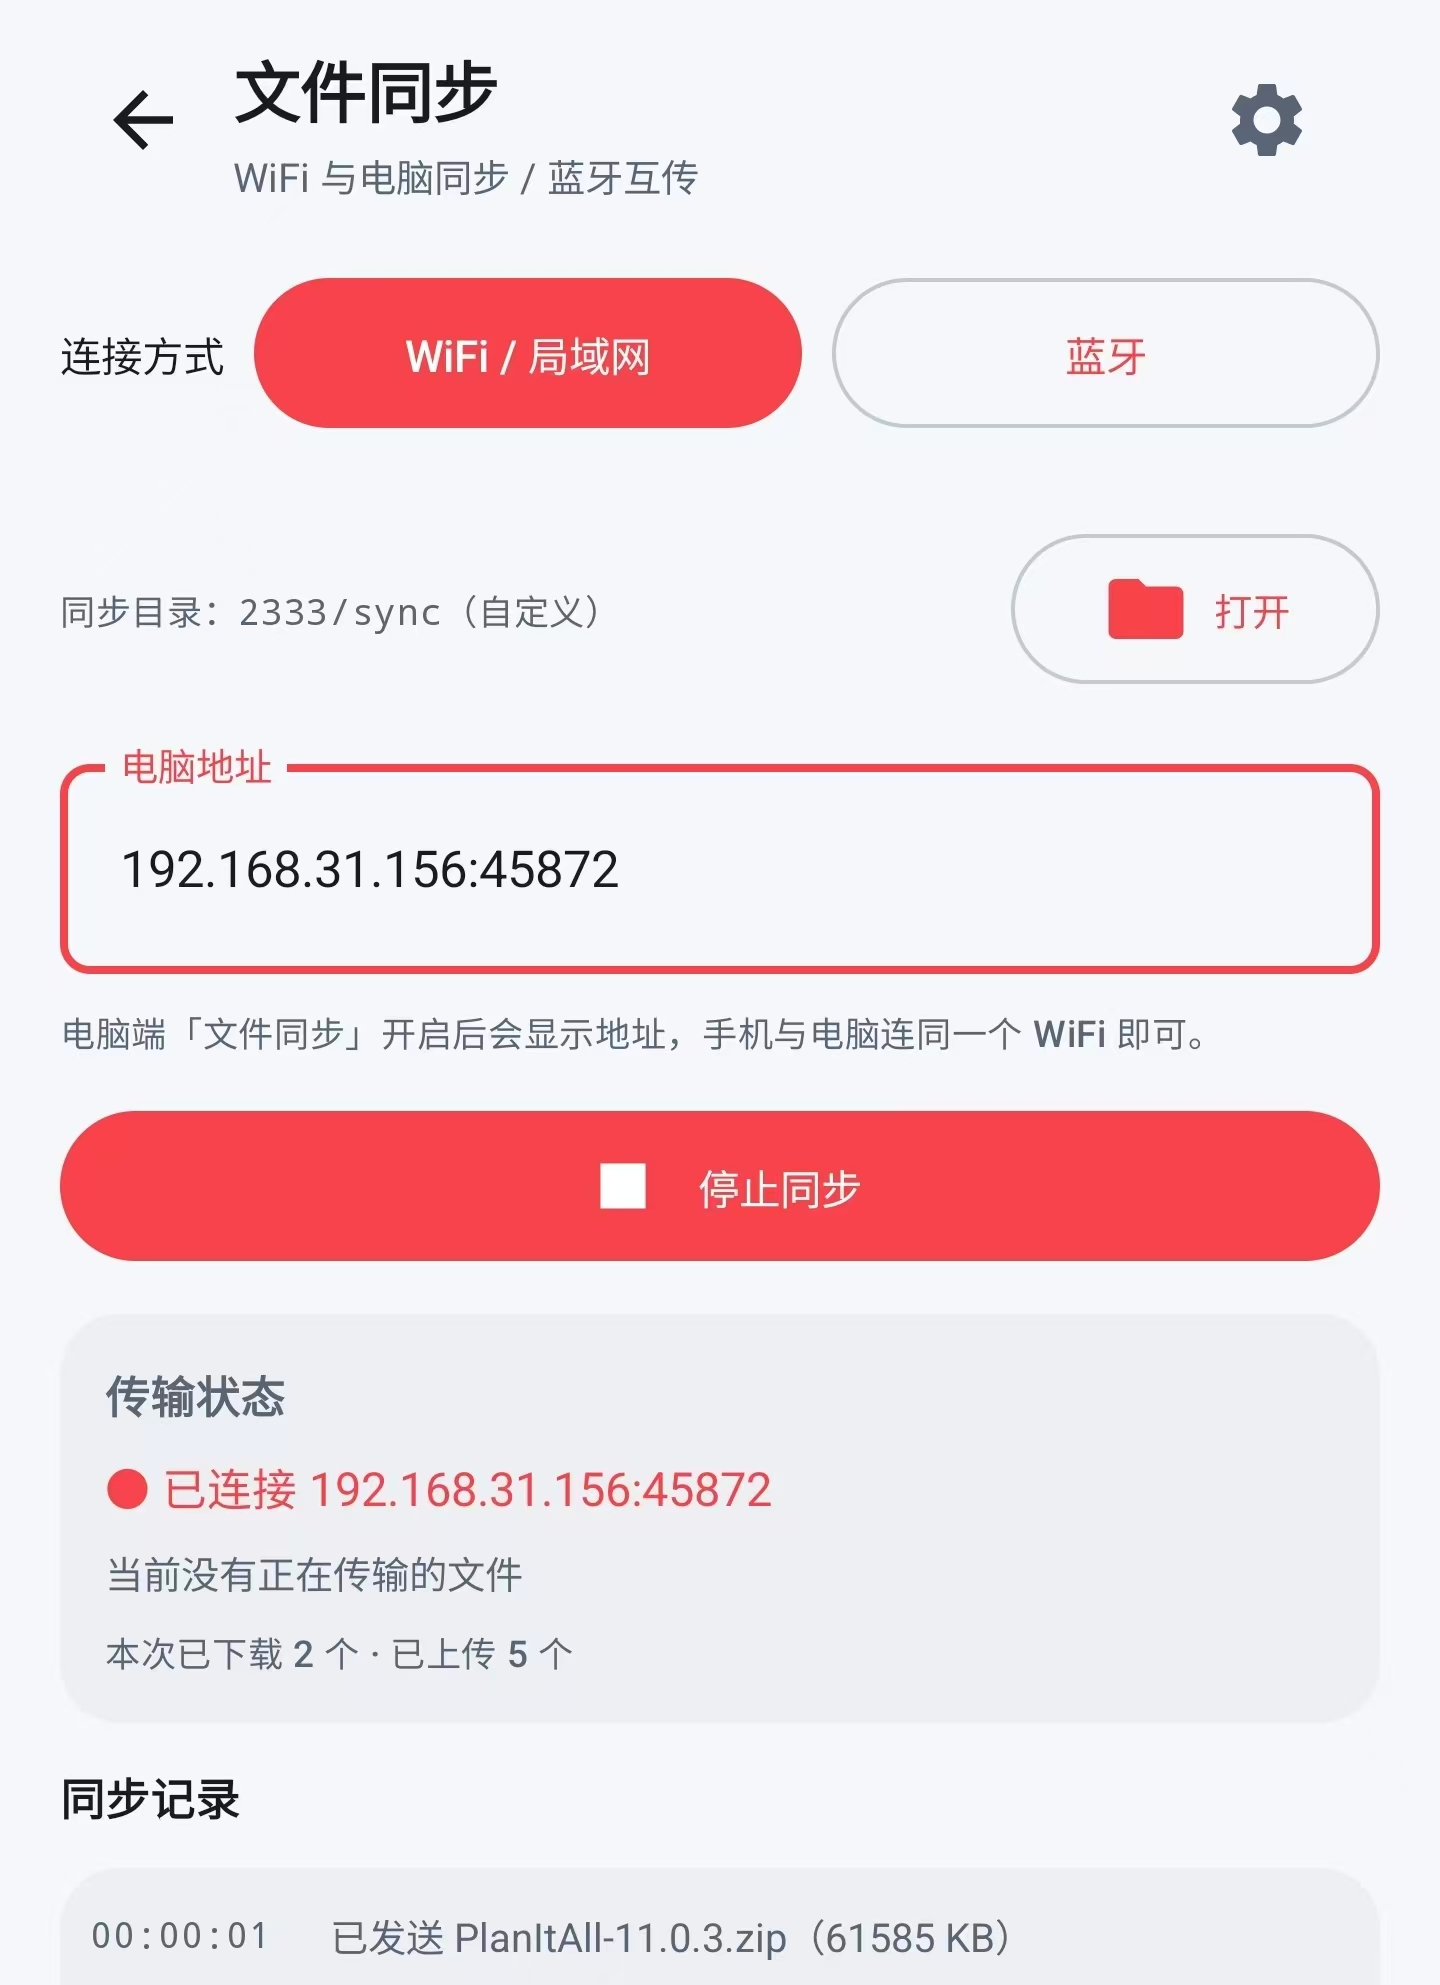 文件同步
WiFi 与电脑同步 / 蓝牙互传
连接方式
WiFi / 局域网
蓝牙
同步目录：2333/sync（自定义）
打开
电脑地址
192.168.31.156:45872
电脑端「文件同步」开启后会显示地址，手机与电脑连同一个 WiFi 即可。
停止同步
传输状态
已连接 192.168.31.156:45872
当前没有正在传输的文件
本次已下载 2 个 · 已上传 5 个
同步记录
00:00:01 已发送 PlanItAll-11.0.3.zip（61585 KB）